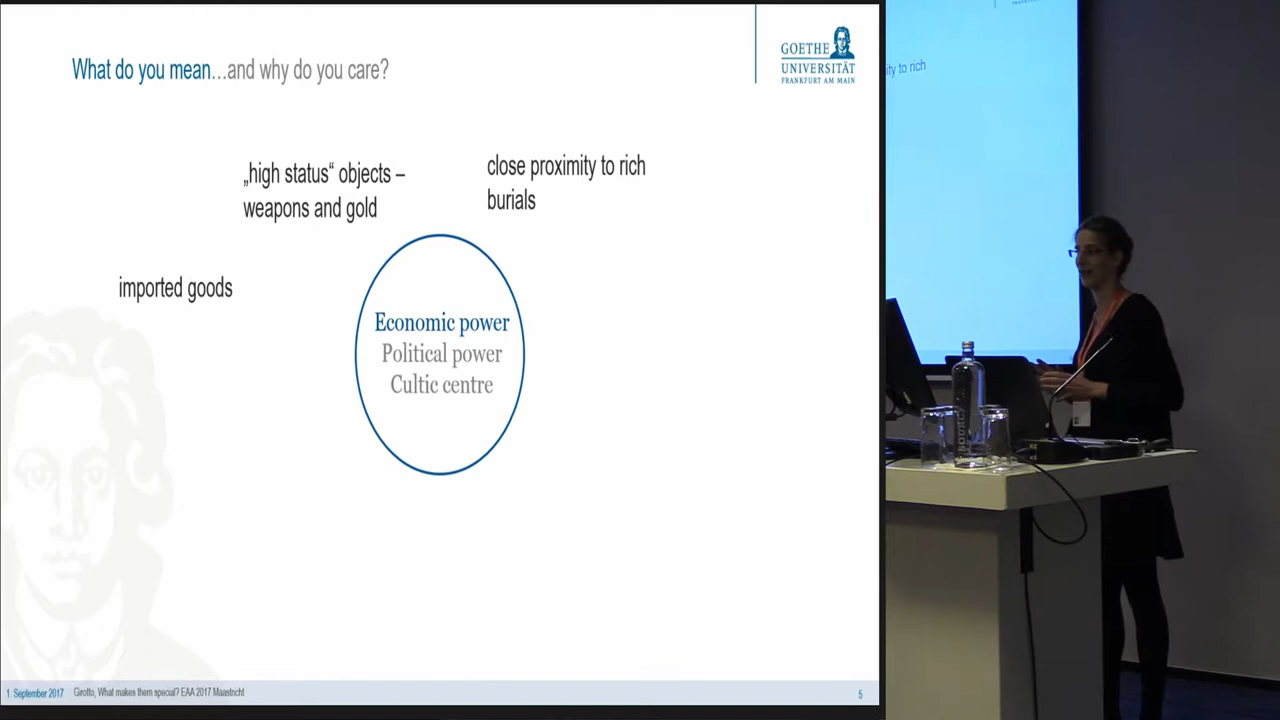 What do you mean...and why do you care?
GOETHE
UNIVERSITÄT
FRANKFURT AM MAIN
„high status“ objects –
weapons and gold
close proximity to rich
burials
imported goods
Economic power
Political power
Cultic centre
1. September 2017 Girotto, What makes them special? EAA 2017 Maastricht 5
ity to rich